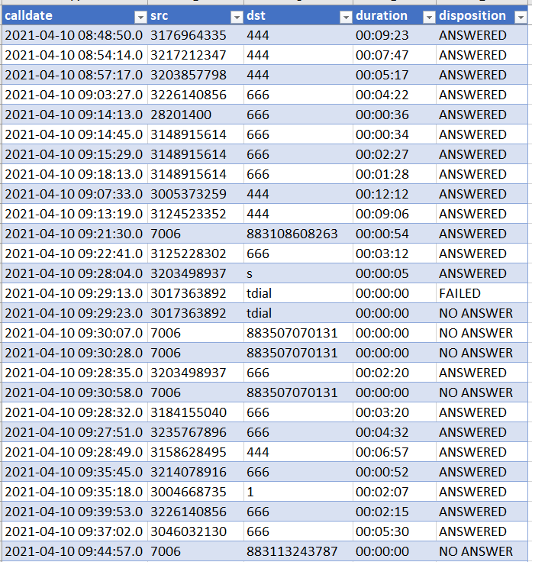 calldate src dst duration disposition
2021-04-10 08:48:50.0 3176964335 444 00:09:23 ANSWERED
2021-04-10 08:54:14.0 3217212347 444 00:07:47 ANSWERED
2021-04-10 08:57:17.0 3203857798 444 00:05:17 ANSWERED
2021-04-10 09:03:27.0 3226140856 666 00:04:22 ANSWERED
2021-04-10 09:14:13.0 28201400 666 00:00:36 ANSWERED
2021-04-10 09:14:45.0 3148915614 666 00:00:34 ANSWERED
2021-04-10 09:15:29.0 3148915614 666 00:02:27 ANSWERED
2021-04-10 09:18:13.0 3148915614 666 00:01:28 ANSWERED
2021-04-10 09:07:33.0 3005373259 444 00:12:12 ANSWERED
2021-04-10 09:13:19.0 3124523352 444 00:09:06 ANSWERED
2021-04-10 09:21:30.0 7006 883108608263 00:00:54 ANSWERED
2021-04-10 09:22:41.0 3125228302 666 00:03:12 ANSWERED
2021-04-10 09:28:04.0 3203498937 s 00:00:05 ANSWERED
2021-04-10 09:29:13.0 3017363892 tdial 00:00:00 FAILED
2021-04-10 09:29:23.0 3017363892 tdial 00:00:00 NO ANSWER
2021-04-10 09:30:07.0 7006 883507070131 00:00:00 NO ANSWER
2021-04-10 09:30:28.0 7006 883507070131 00:00:00 NO ANSWER
2021-04-10 09:28:35.0 3203498937 666 00:02:20 ANSWERED
2021-04-10 09:30:58.0 7006 883507070131 00:00:00 NO ANSWER
2021-04-10 09:28:32.0 3184155040 666 00:03:20 ANSWERED
2021-04-10 09:27:51.0 3235767896 666 00:04:32 ANSWERED
2021-04-10 09:28:49.0 3158628495 444 00:06:57 ANSWERED
2021-04-10 09:35:45.0 3214078916 666 00:00:52 ANSWERED
2021-04-10 09:35:18.0 3004668735 1 00:02:07 ANSWERED
2021-04-10 09:39:53.0 3226140856 666 00:02:15 ANSWERED
2021-04-10 09:37:02.0 3046032130 666 00:05:30 ANSWERED
2021-04-10 09:44:57.0 7006 883113243787 00:00:00 NO ANSWER